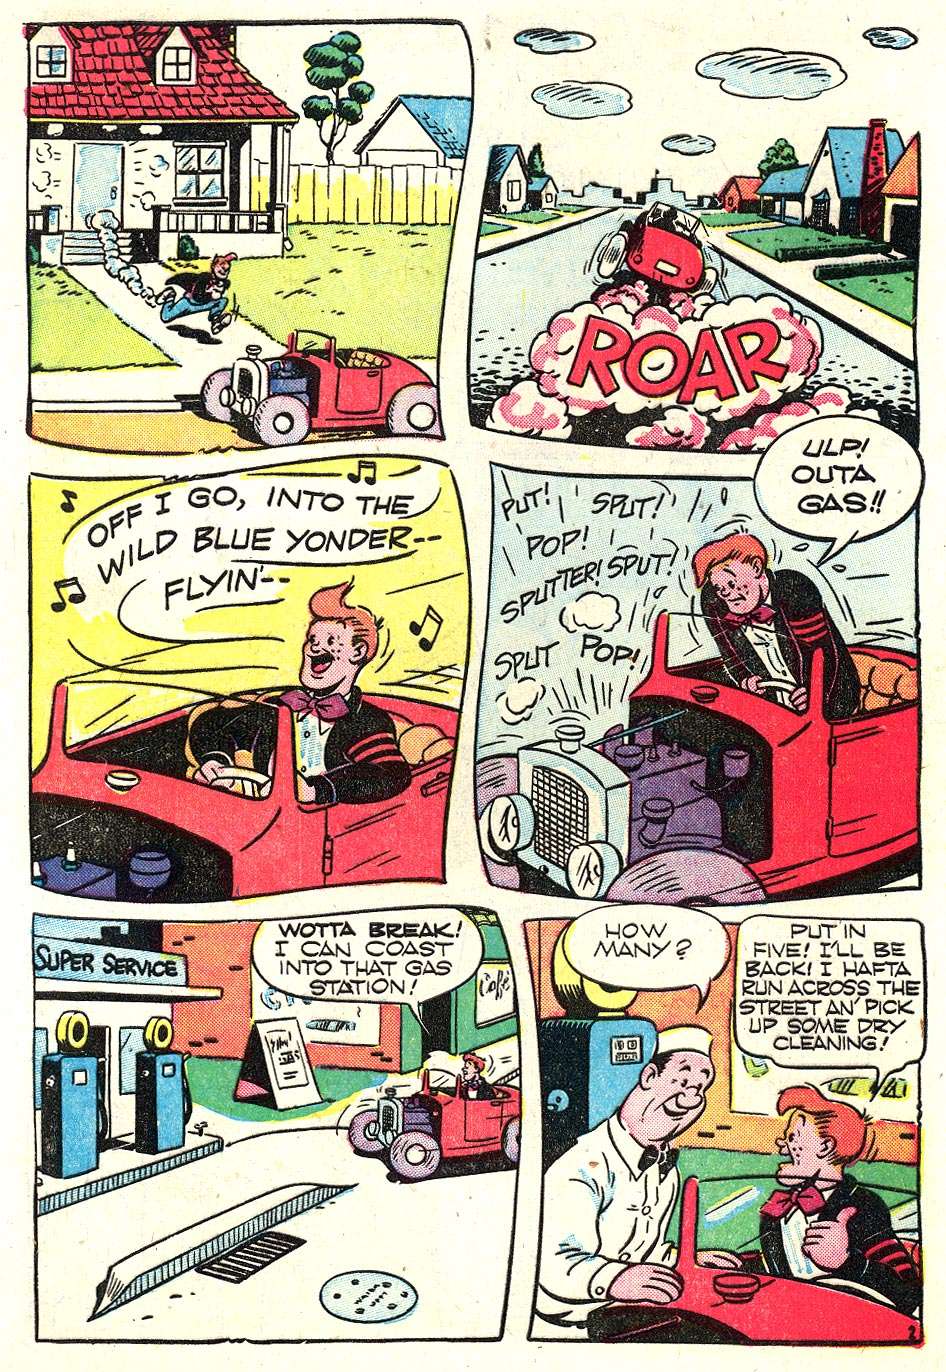 ROAR
OFF I GO, INTO THE
WILD BLUE YONDER--
FLYIN'--
PUT! SPUT!
POP!
SPUTTER! SPUT!
SPUT POP!
ULP!
OUTA
GAS!!
SUPER SERVICE
WOTTA BREAK!
I CAN COAST
INTO THAT GAS
STATION!
Caffé
HOW
MANY?
PUT IN
FIVE! I'LL BE
BACK! I HAFTA
RUN ACROSS THE
STREET AN' PICK
UP SOME DRY
CLEANING!
2